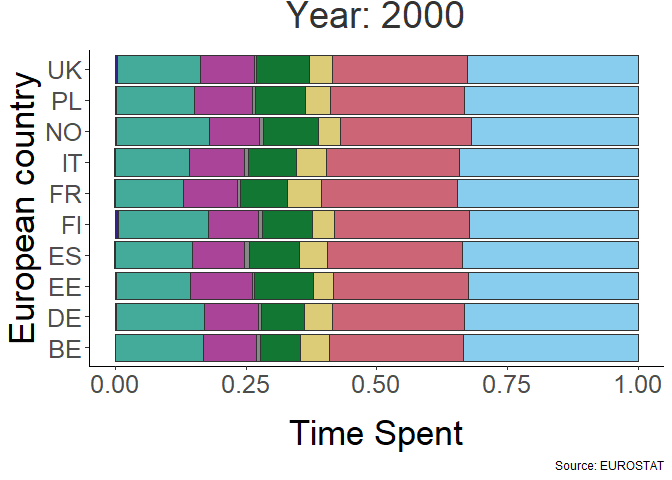 Year: 2000
European country
UK
PL
NO
IT
FR
FI
ES
EE
DE
BE
0.00 0.25 0.50 0.75 1.00
Time Spent
Source: EUROSTAT